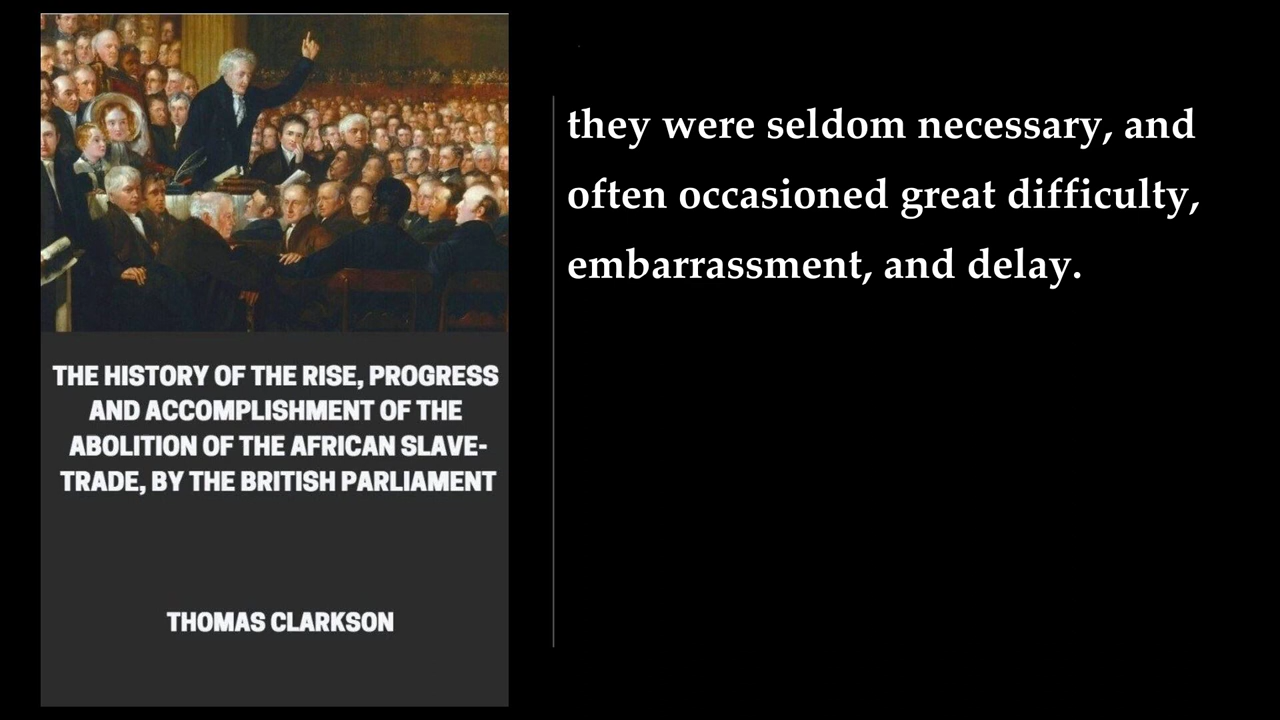 THE HISTORY OF THE RISE, PROGRESS
AND ACCOMPLISHMENT OF THE
ABOLITION OF THE AFRICAN SLAVE-
TRADE, BY THE BRITISH PARLIAMENT
THOMAS CLARKSON
they were seldom necessary, and
often occasioned great difficulty,
embarrassment, and delay.